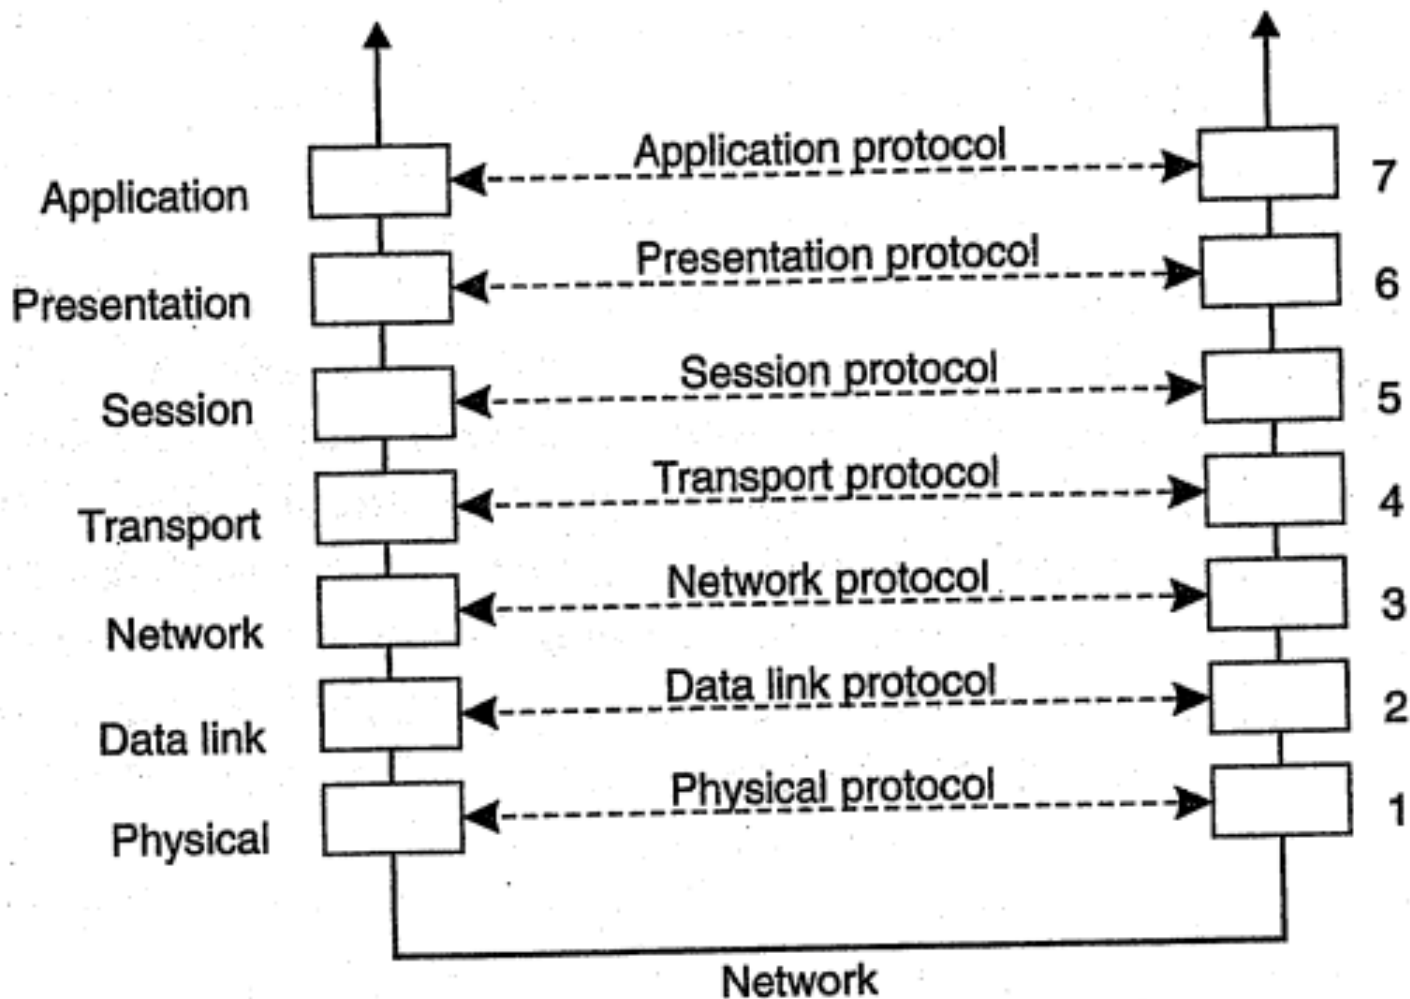 Application protocol
Application
7
Presentation protocol
Presentation
6
Session protocol
Session
5
Transport protocol
Transport
4
Network protocol
Network
3
Data link protocol
Data link
2
Physical protocol
Physical
1
Network